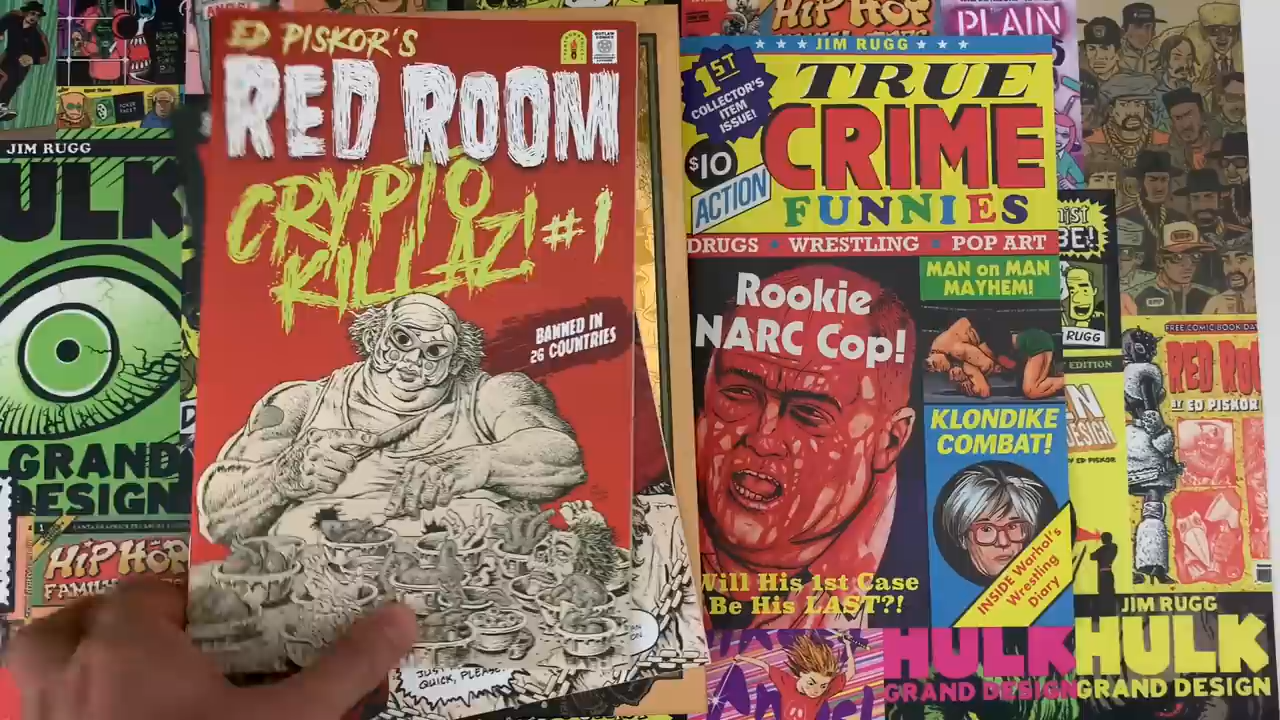 ED PISKOR'S
RED ROOM
CRYPTO
KILLAZ! #1
BANNED IN
26 COUNTRIES
QUICK, PLEASE
JIM RUGG
1ST
COLLECTOR'S
ITEM
ISSUE!
TRUE
CRIME
FUNNIES
$10
ACTION
DRUGS • WRESTLING • POP ART
Rookie
NARC Cop!
MAN on MAN
MAYHEM!
KLONDIKE
COMBAT!
INSIDE Warhol's
Wrestling
Diary
Will His 1st Case
Be His LAST?!
JIM RUGG
ULK
GRAND
DESIGN
HIP HOP
FAMI
HIP HOP
PLAIN
BE!
RUGG
EDITION
DESIGN
BY ED PISKOR
FREE COMIC BOOK DA
RED ROO
BY ED PISKOR
HULK
GRAND DESIGN
JIM RUGG
HULK
GRAND DESIGN